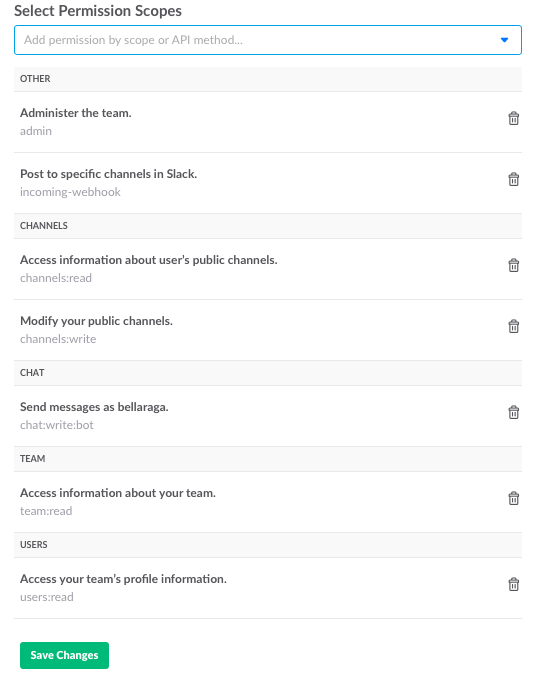 Select Permission Scopes
Add permission by scope or API method...
OTHER
Administer the team.
admin
Post to specific channels in Slack.
incoming-webhook
CHANNELS
Access information about user's public channels.
channels:read
Modify your public channels.
channels:write
CHAT
Send messages as bellaraga.
chat:write:bot
TEAM
Access information about your team.
team:read
USERS
Access your team's profile information.
users:read
Save Changes